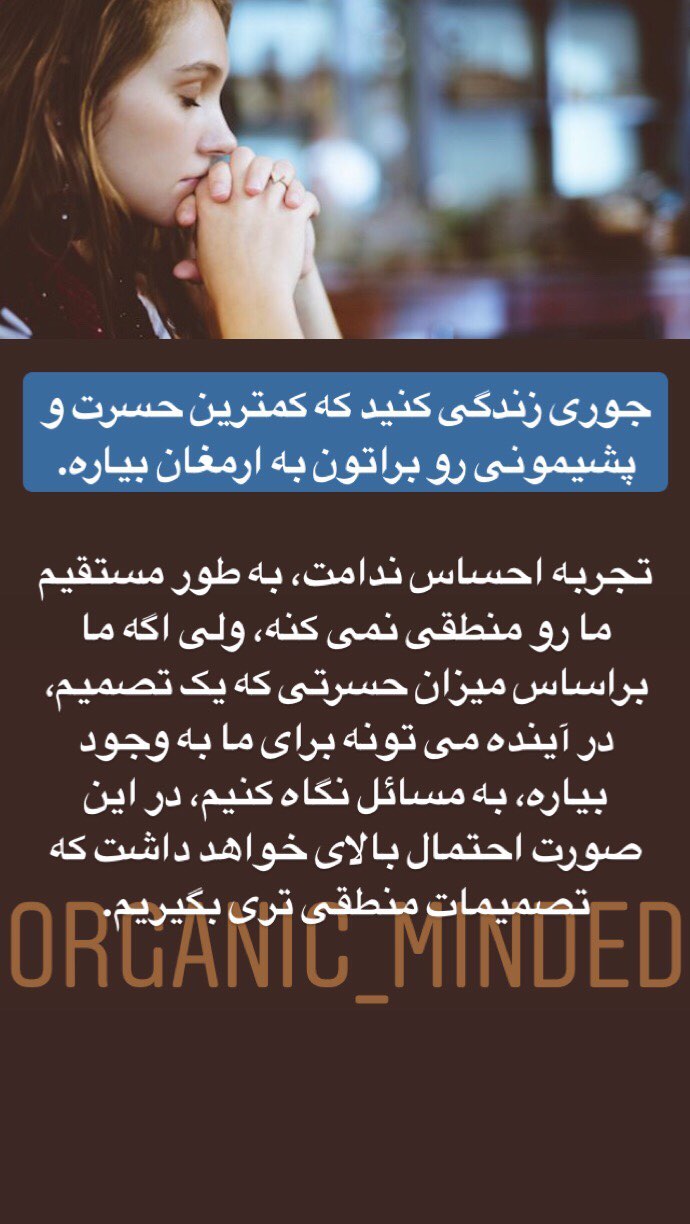 جوری زندگی کنید که کمترین حسرت و
پشیمونی رو براتون به ارمغان بیاره.
تجربه احساس ندامت، به طور مستقیم
ما رو منطقی نمی کنه، ولی اگه ما
براساس میزان حسرتی که یک تصمیم،
در آینده می تونه برای ما به وجود
بیاره، به مسائل نگاه کنیم، در این
صورت احتمال بالای خواهد داشت که
تصمیمات منطقی تری بگیریم.
ORGANIC_MINDED